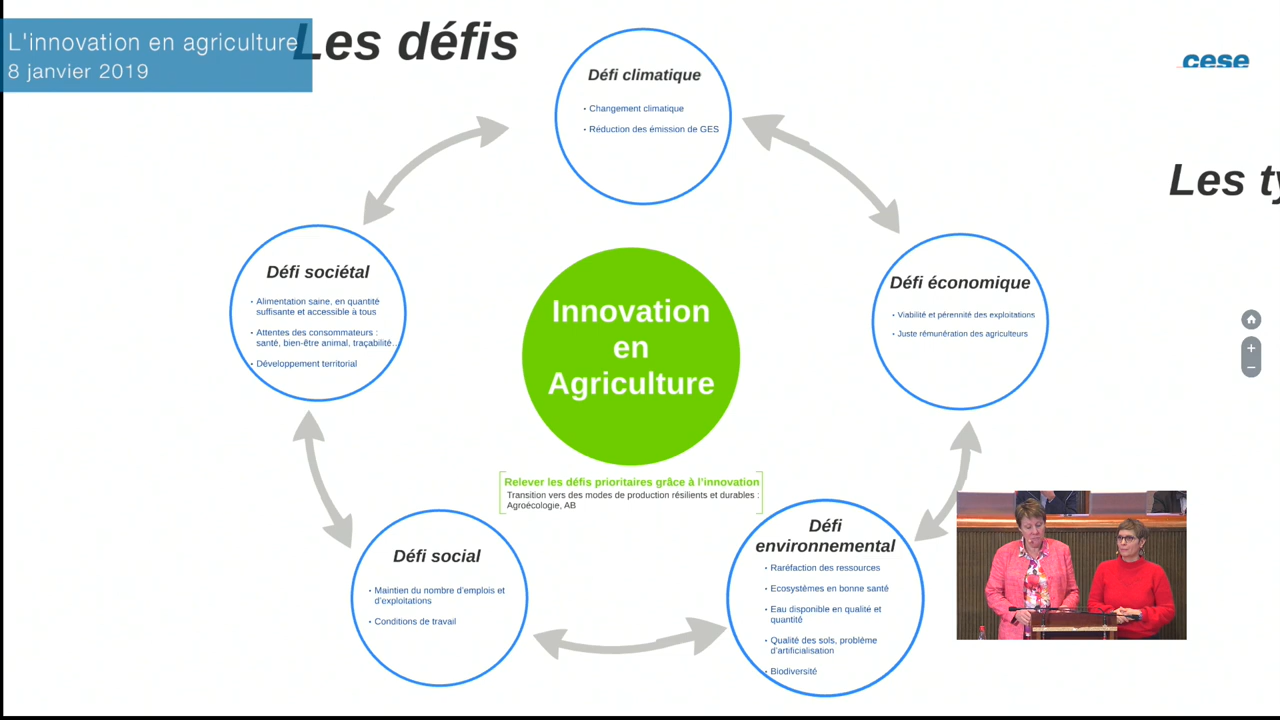 L'innovation en agriculture
8 janvier 2019
Les défis
cese
Les ty
Défi climatique
• Changement climatique
• Réduction des émission de GES
Défi sociétal
• Alimentation saine, en quantité
suffisante et accessible à tous
• Attentes des consommateurs :
santé, bien-être animal, traçabilité...
• Développement territorial
Défi économique
• Viabilité et pérennité des exploitations
• Juste rémunération des agriculteurs
Innovation
en
Agriculture
Relever les défis prioritaires grâce à l'innovation
Transition vers des modes de production résilients et durables :
Agroécologie, AB
Défi social
• Maintien du nombre d'emplois et
d'exploitations
• Conditions de travail
Défi
environnemental
• Raréfaction des ressources
• Ecosystèmes en bonne santé
• Eau disponible en qualité et
quantité
• Qualité des sols, problème
d'artificialisation
• Biodiversité